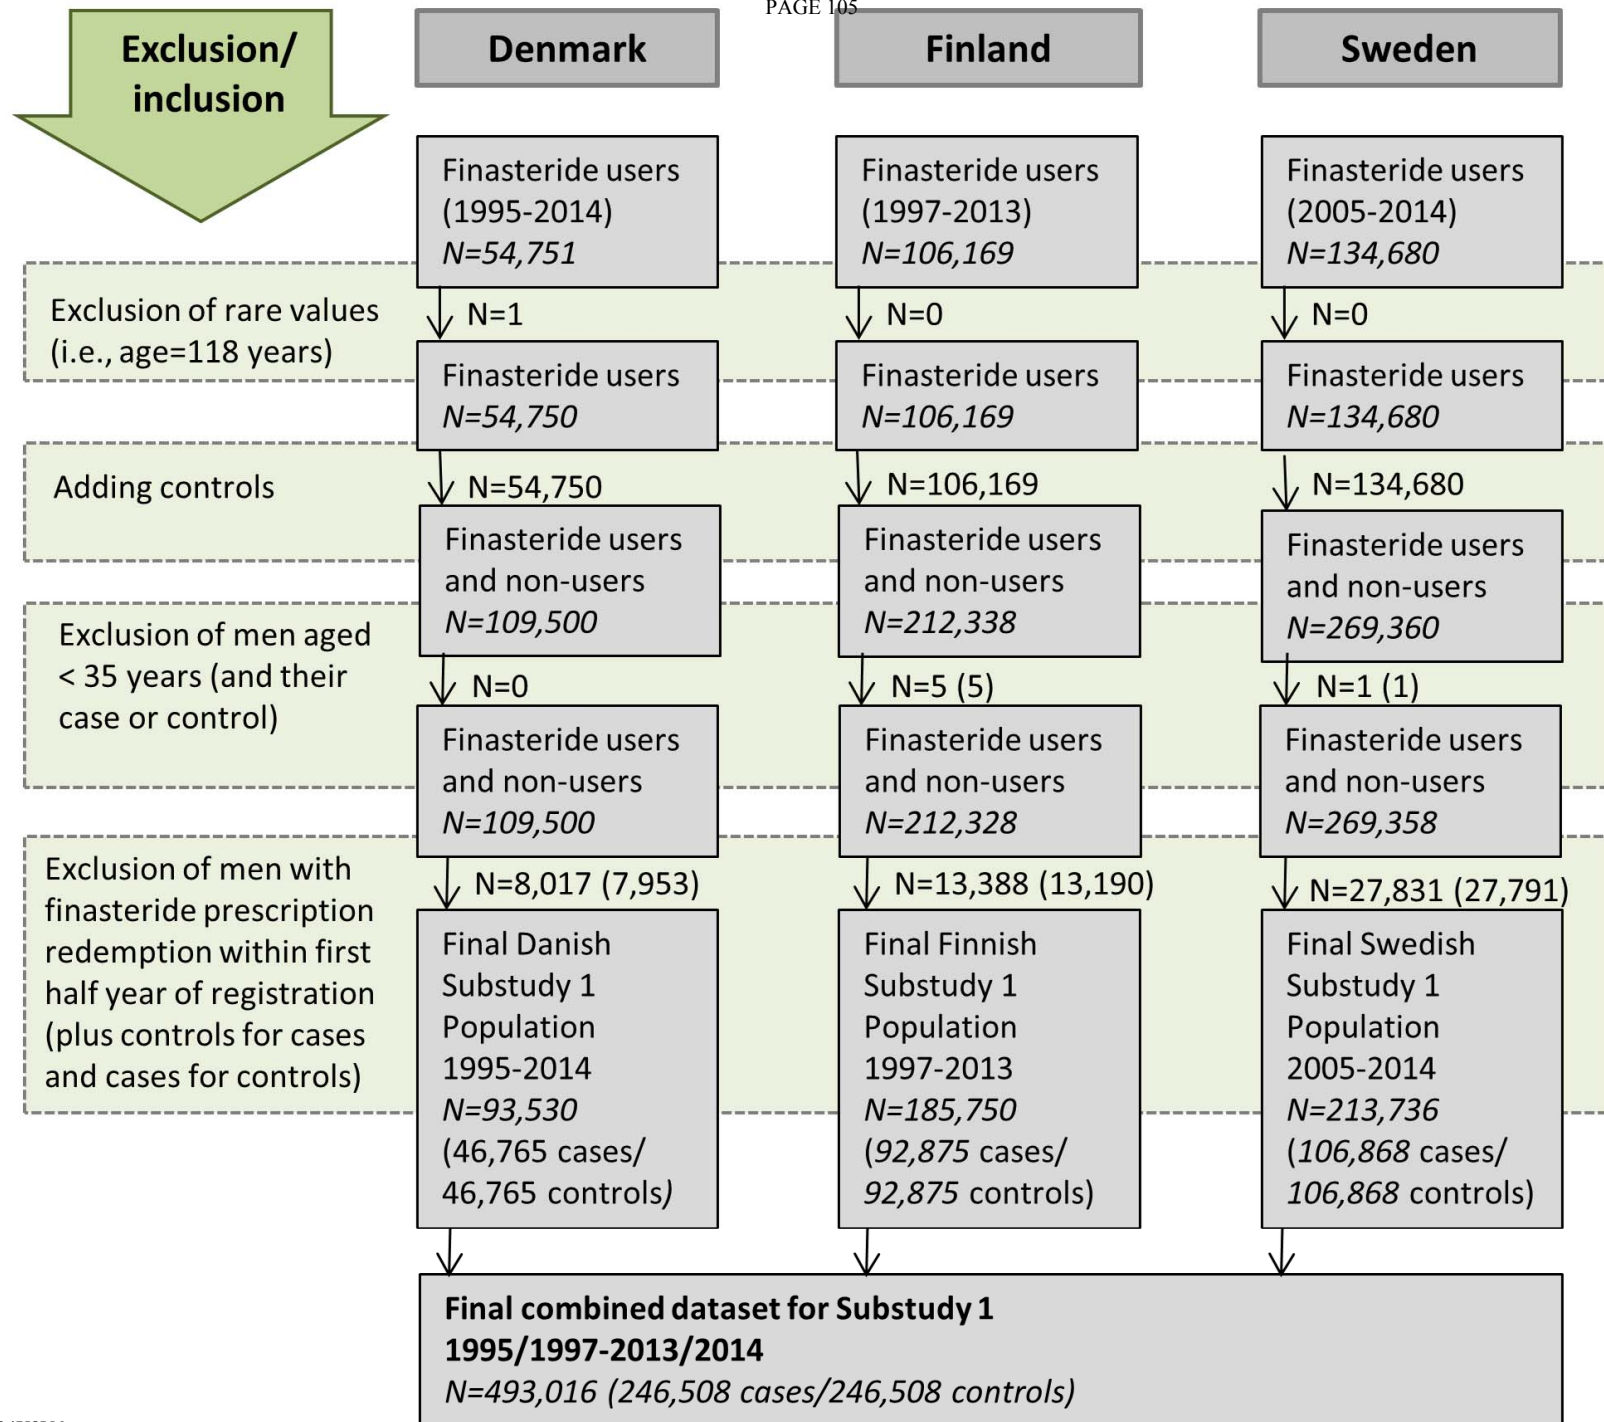 PAGE 105
Exclusion/
inclusion
Denmark
Finland
Sweden
Finasteride users
(1995-2014)
N=54,751
Finasteride users
(1997-2013)
N=106,169
Finasteride users
(2005-2014)
N=134,680
Exclusion of rare values
(i.e., age=118 years)
N=1
N=0
N=0
Finasteride users
N=54,750
Finasteride users
N=106,169
Finasteride users
N=134,680
Adding controls
N=54,750
N=106,169
N=134,680
Finasteride users
and non-users
N=109,500
Finasteride users
and non-users
N=212,338
Finasteride users
and non-users
N=269,360
Exclusion of men aged
< 35 years (and their
case or control)
N=0
N=5 (5)
N=1 (1)
Finasteride users
and non-users
N=109,500
Finasteride users
and non-users
N=212,328
Finasteride users
and non-users
N=269,358
Exclusion of men with
finasteride prescription
redemption within first
half year of registration
(plus controls for cases
and cases for controls)
N=8,017 (7,953)
N=13,388 (13,190)
N=27,831 (27,791)
Final Danish
Substudy 1
Population
1995-2014
N=93,530
(46,765 cases/
46,765 controls)
Final Finnish
Substudy 1
Population
1997-2013
N=185,750
(92,875 cases/
92,875 controls)
Final Swedish
Substudy 1
Population
2005-2014
N=213,736
(106,868 cases/
106,868 controls)
Final combined dataset for Substudy 1
1995/1997-2013/2014
N=493,016 (246,508 cases/246,508 controls)